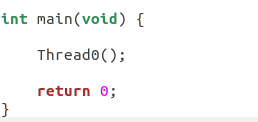 int main(void) {
Thread0();
return 0;
}